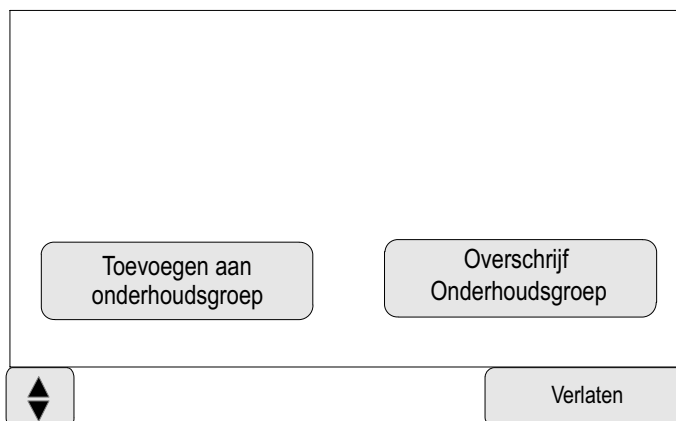 Toevoegen aan
onderhoudsgroep
Overschrijf
Onderhoudsgroep
Verlaten